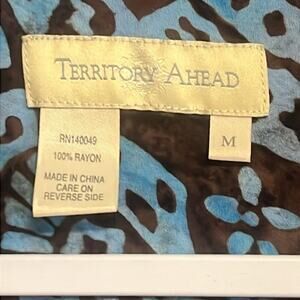 TERRITORY AHEAD
RN140049
100% RAYON
MADE IN CHINA
CARE ON
REVERSE SIDE
M